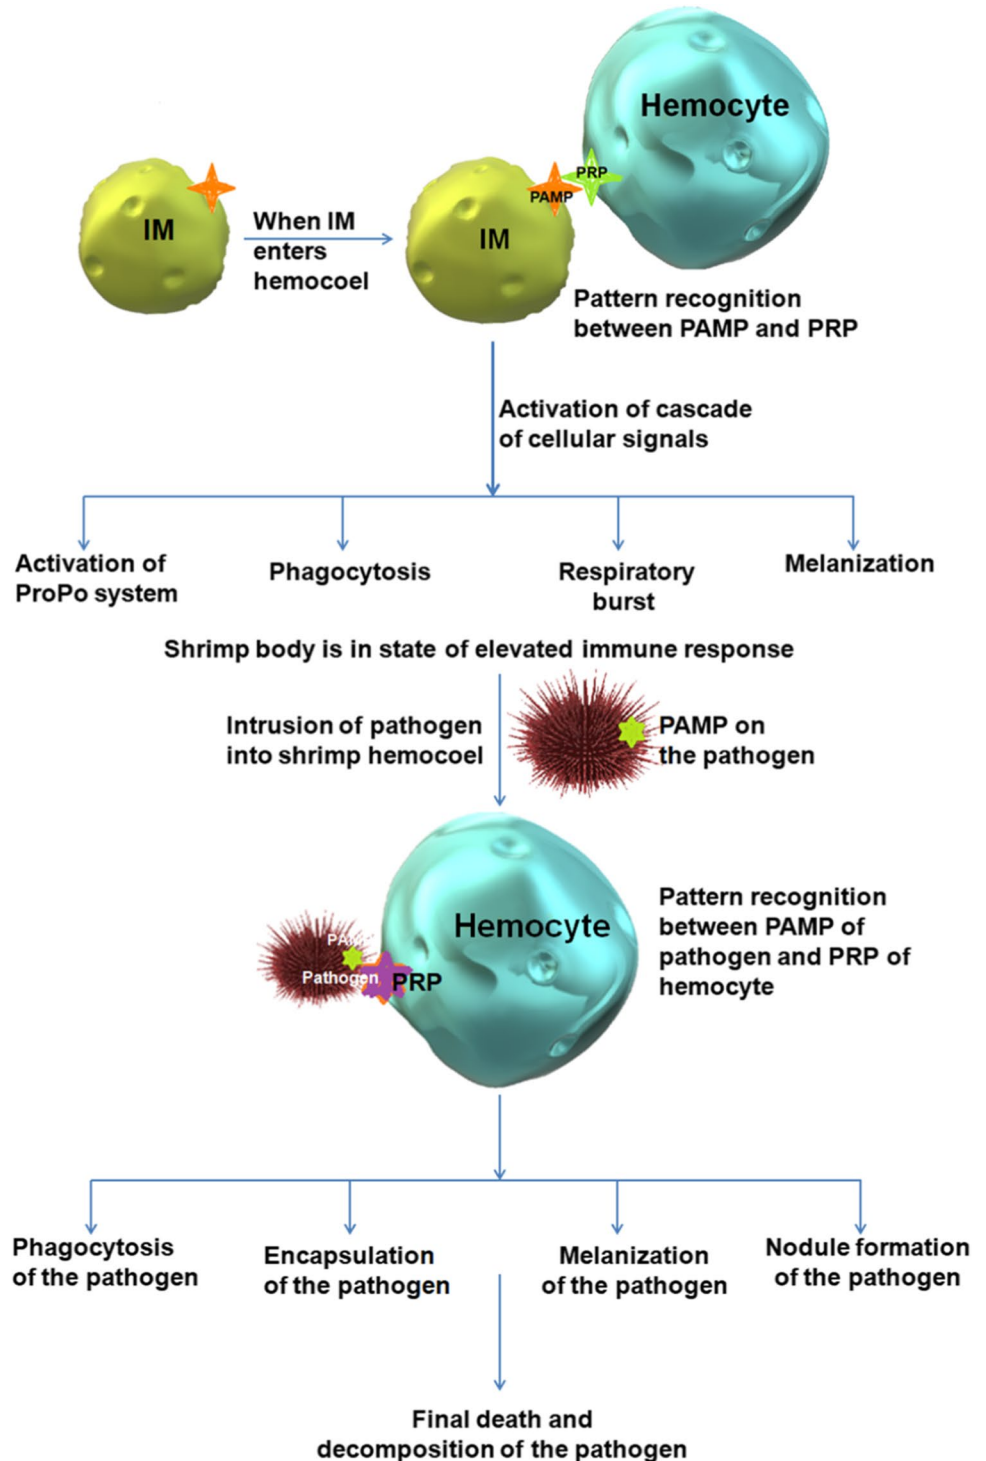 Hemocyte
IM
When IM
enters
hemocoel
IM
PAMP
PRP
Pattern recognition
between PAMP and PRP
Activation of cascade
of cellular signals
Activation of
ProPo system
Phagocytosis
Respiratory
burst
Melanization
Shrimp body is in state of elevated immune response
Intrusion of pathogen
into shrimp hemocoel
PAMP on
the pathogen
Hemocyte
PAMP
Pathogen
PRP
Pattern recognition
between PAMP of
pathogen and PRP of
hemocyte
Phagocytosis
of the pathogen
Encapsulation
of the pathogen
Melanization
of the pathogen
Nodule formation
of the pathogen
Final death and
decomposition of the pathogen